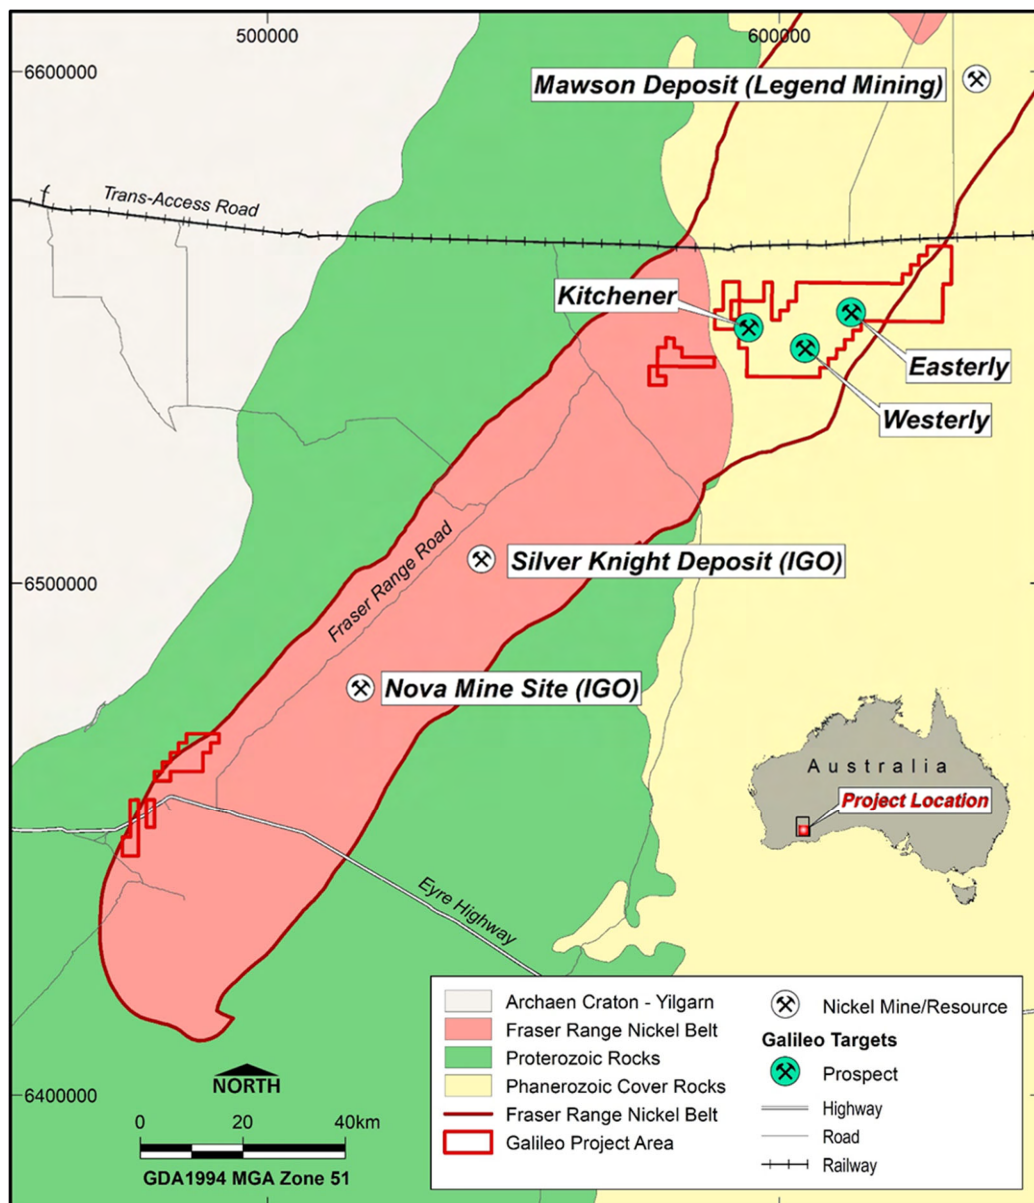 500000
600000
6600000
Mawson Deposit (Legend Mining)
Trans-Access Road
Kitchener
Easterly
Westerly
Silver Knight Deposit (IGO)
6500000
Fraser Range Road
Nova Mine Site (IGO)
Australia
Project Location
Eyre Highway
Archaen Craton - Yilgarn
Fraser Range Nickel Belt
Proterozoic Rocks
Phanerozoic Cover Rocks
Fraser Range Nickel Belt
Galileo Project Area
Nickel Mine/Resource
Galileo Targets
Prospect
Highway
Road
Railway
NORTH
6400000
0 20 40km
GDA1994 MGA Zone 51